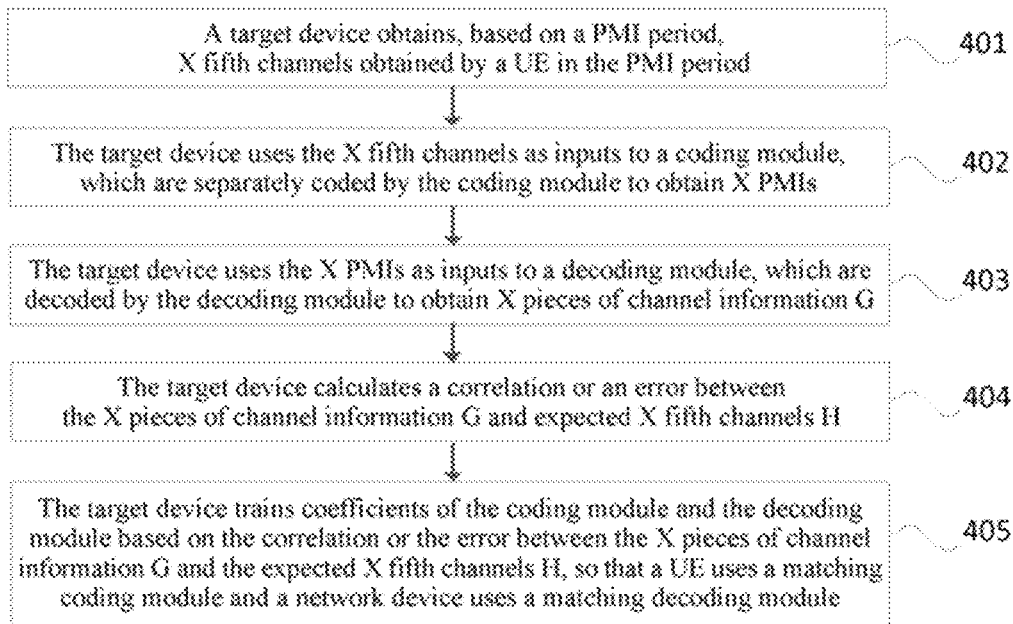 A target device obtains, based on a PMI period,
X fifth channels obtained by a UE in the PMI period
401
The target device uses the X fifth channels as inputs to a coding module,
which are separately coded by the coding module to obtain X PMIs
402
The target device uses the X PMIs as inputs to a decoding module, which are
decoded by the decoding module to obtain X pieces of channel information G
403
The target device calculates a correlation or an error between
the X pieces of channel information G and expected X fifth channels H
404
The target device trains coefficients of the coding module and the decoding
module based on the correlation or the error between the X pieces of channel
information G and the expected X fifth channels H, so that a UE uses a matching
coding module and a network device uses a matching decoding module
405